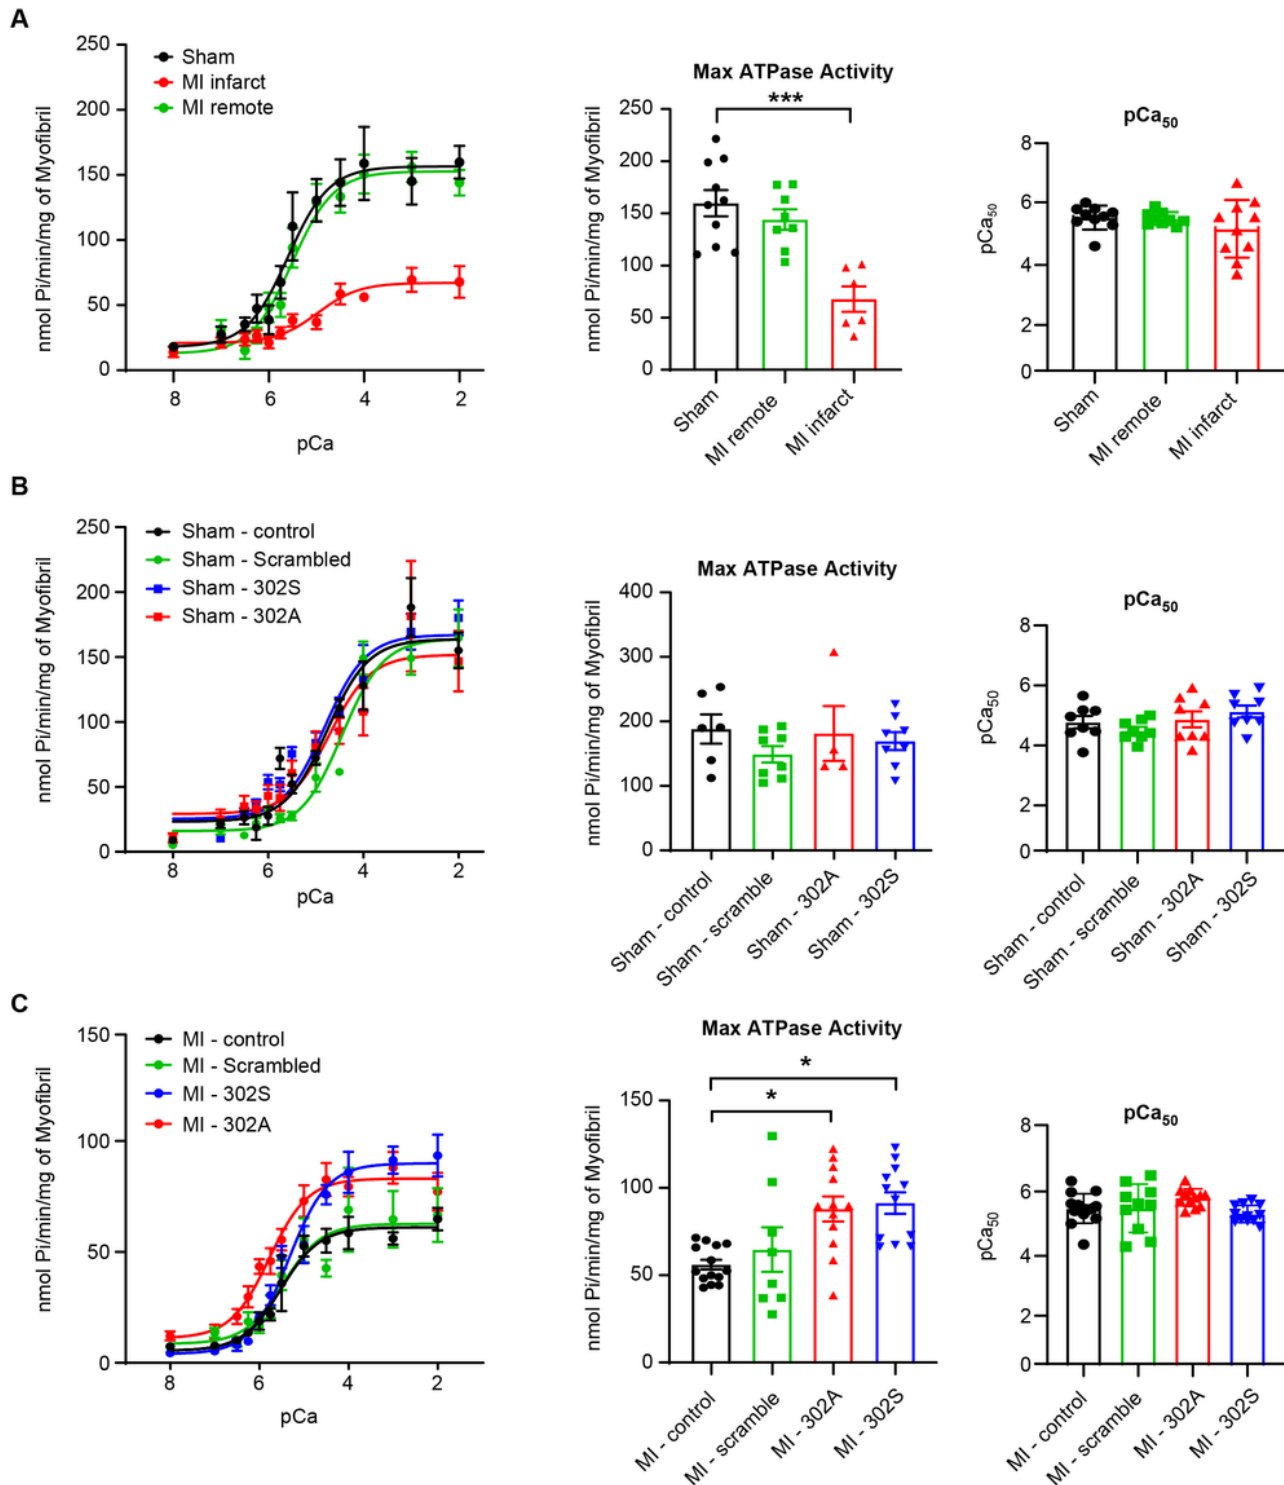 A
Sham
MI infarct
MI remote
nmol Pi/min/mg of Myofibril
250
200
150
100
50
0
8
6
4
2
pCa
Max ATPase Activity
***
nmol Pi/min/mg of Myofibril
250
200
150
100
50
0
Sham
MI remote
MI infarct
pCa50
pCa50
8
6
4
2
0
Sham
MI remote
MI infarct
B
Sham - control
Sham - Scrambled
Sham - 302S
Sham - 302A
nmol Pi/min/mg of Myofibril
250
200
150
100
50
0
8
6
4
2
pCa
Max ATPase Activity
nmol Pi/min/mg of Myofibril
400
300
200
100
0
Sham - control
Sham - scramble
Sham - 302A
Sham - 302S
pCa50
pCa50
8
6
4
2
0
Sham - control
Sham - scramble
Sham - 302A
Sham - 302S
C
MI - control
MI - Scrambled
MI - 302S
MI - 302A
nmol Pi/min/mg of Myofibril
150
100
50
0
8
6
4
2
pCa
Max ATPase Activity
*
*
nmol Pi/min/mg of Myofibril
150
100
50
0
MI - control
MI - scramble
MI - 302A
MI - 302S
pCa50
pCa50
8
6
4
2
0
MI - control
MI - scramble
MI - 302A
MI - 302S